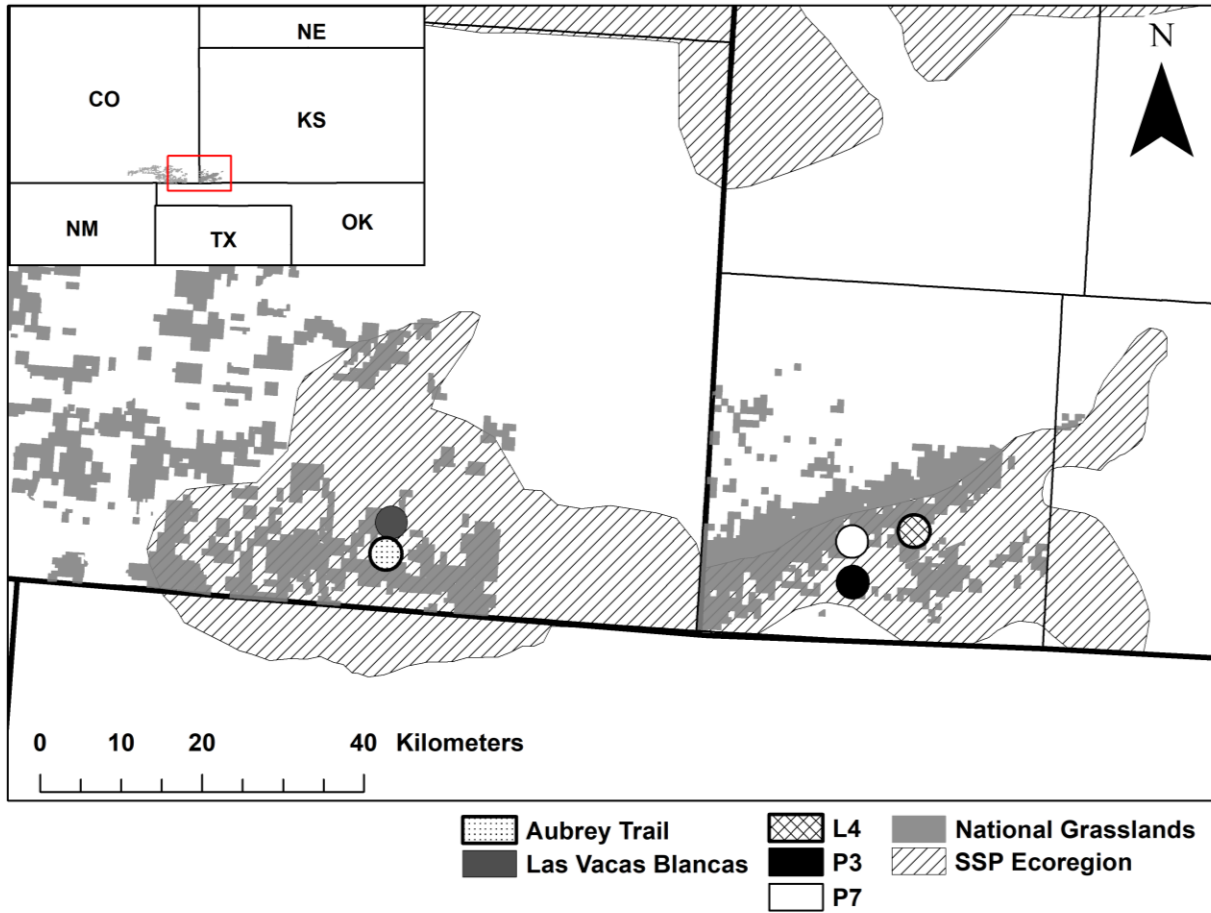 NE
CO
KS
NM
TX
OK
N
0 10 20 40 Kilometers
Aubrey Trail
Las Vacas Blancas
L4
P3
P7
National Grasslands
SSP Ecoregion